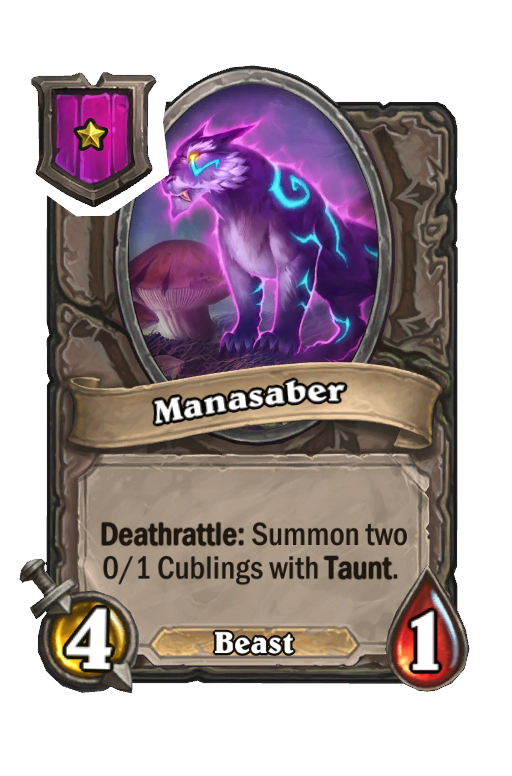 Manasaber
Deathrattle: Summon two
0/1 Cublings with Taunt.
4
Beast
1